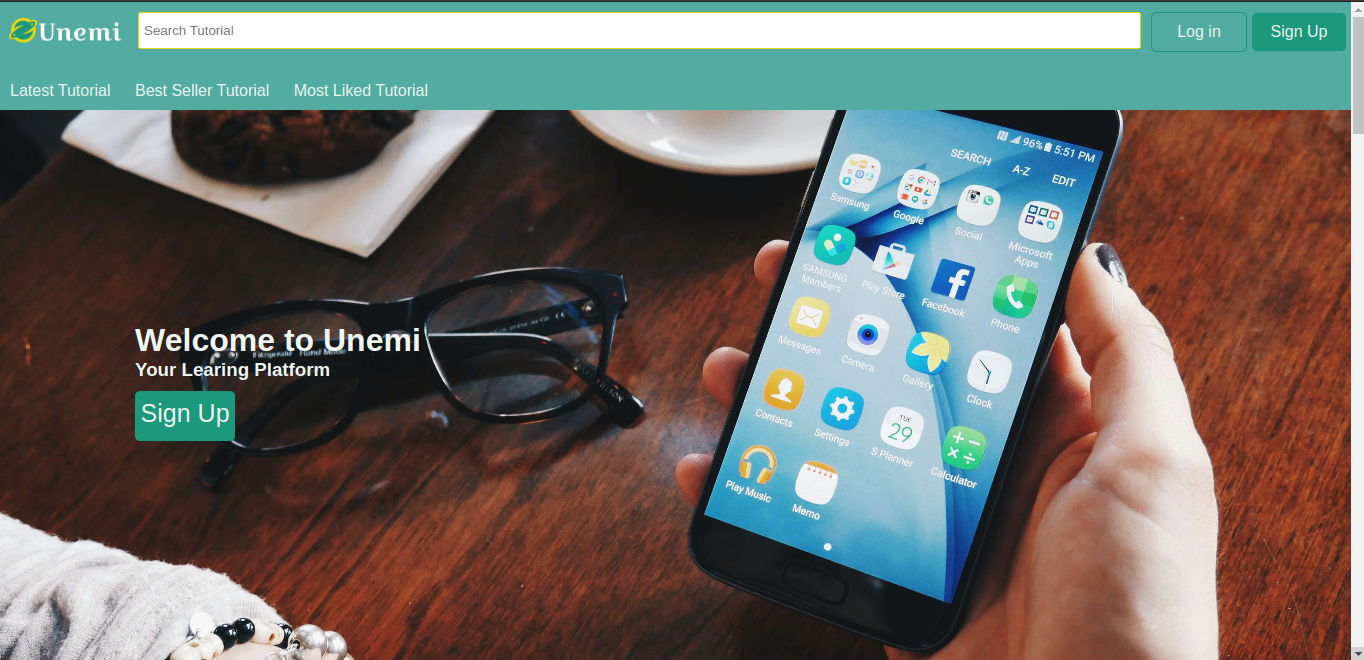 Unemi
Search Tutorial
Log in
Sign Up
Latest Tutorial
Best Seller Tutorial
Most Liked Tutorial
96% 5:51 PM
SEARCH A-Z EDIT
Samsung
Google
Social
Microsoft
Apps
SAMSUNG
Members
Play Store
Facebook
Phone
Messages
Camera
Gallery
Clock
Contacts
Settings
TUE
29
S Planner
Calculator
Play Music
Memo
Welcome to Unemi
Your Learing Platform
Sign Up